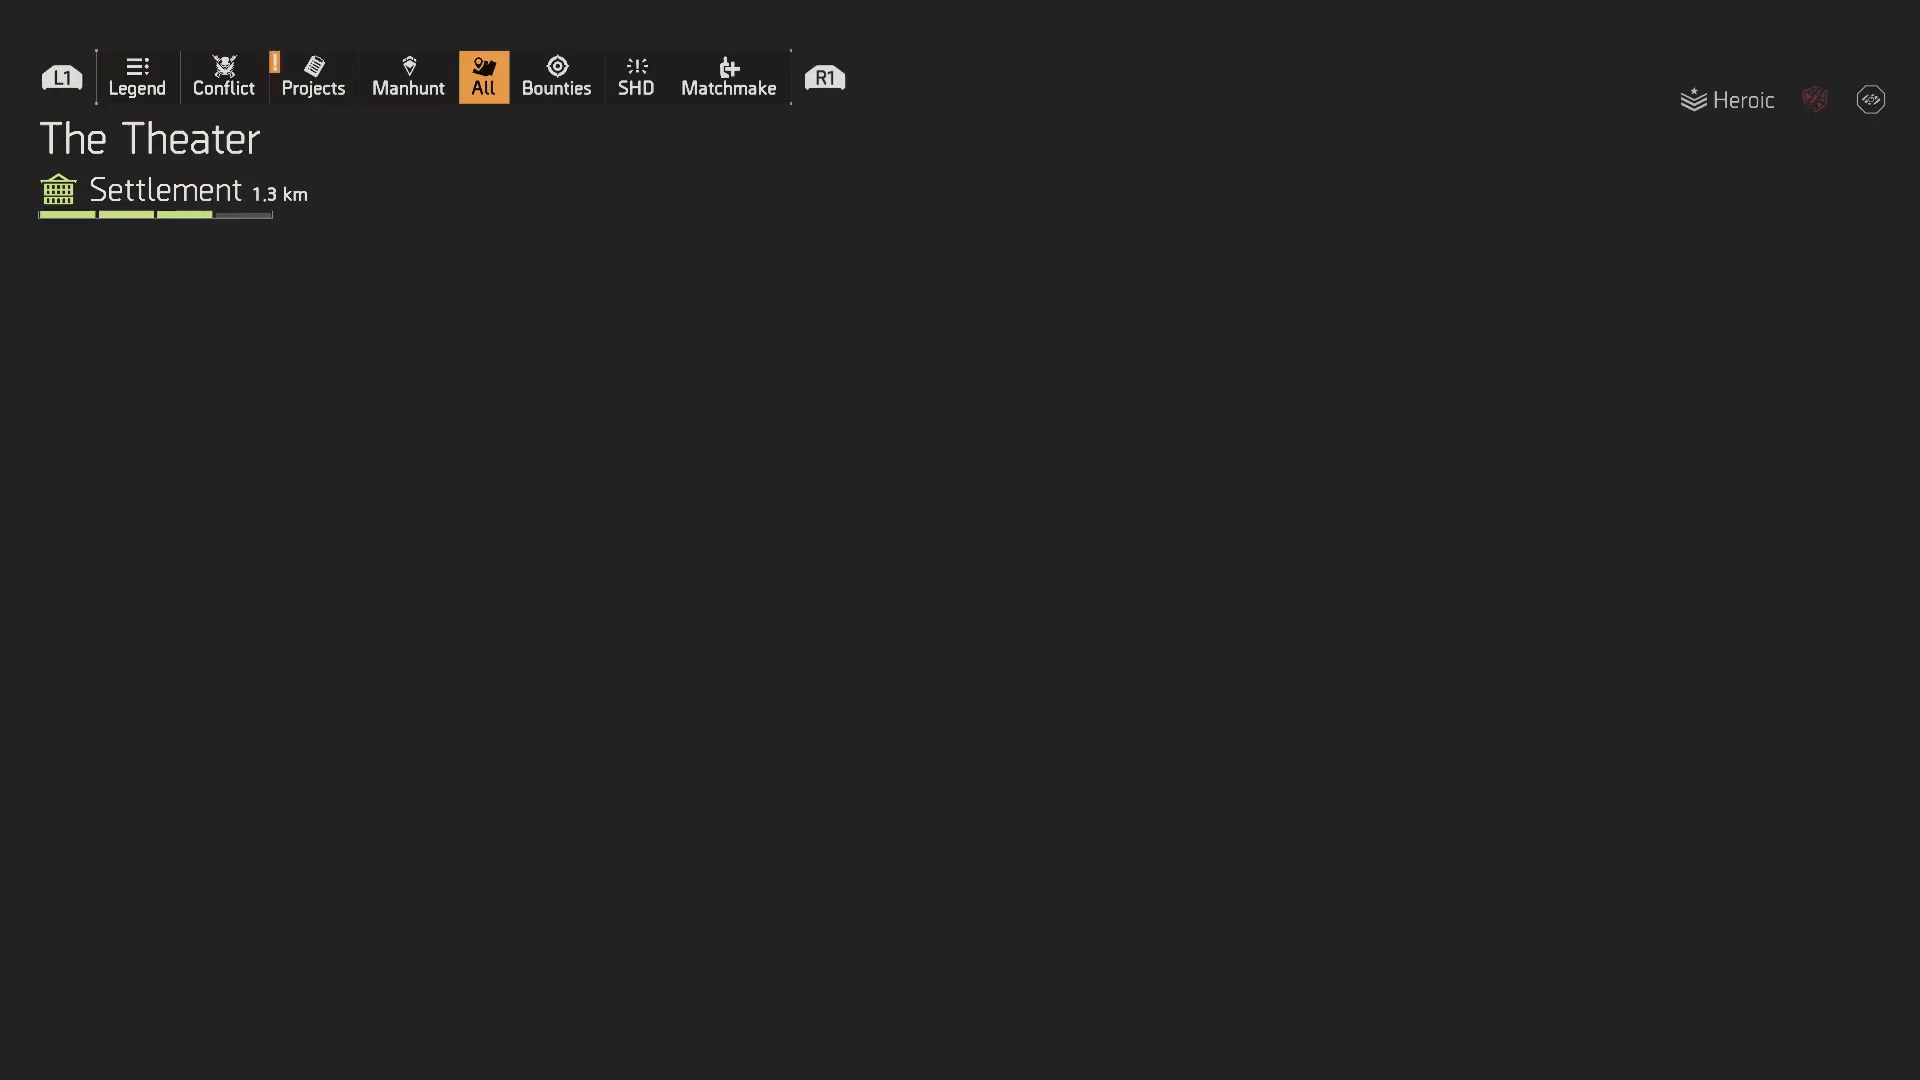 L1 Legend Conflict Projects Manhunt All Bounties SHD Matchmake R1
Heroic
The Theater
Settlement 1.3 km